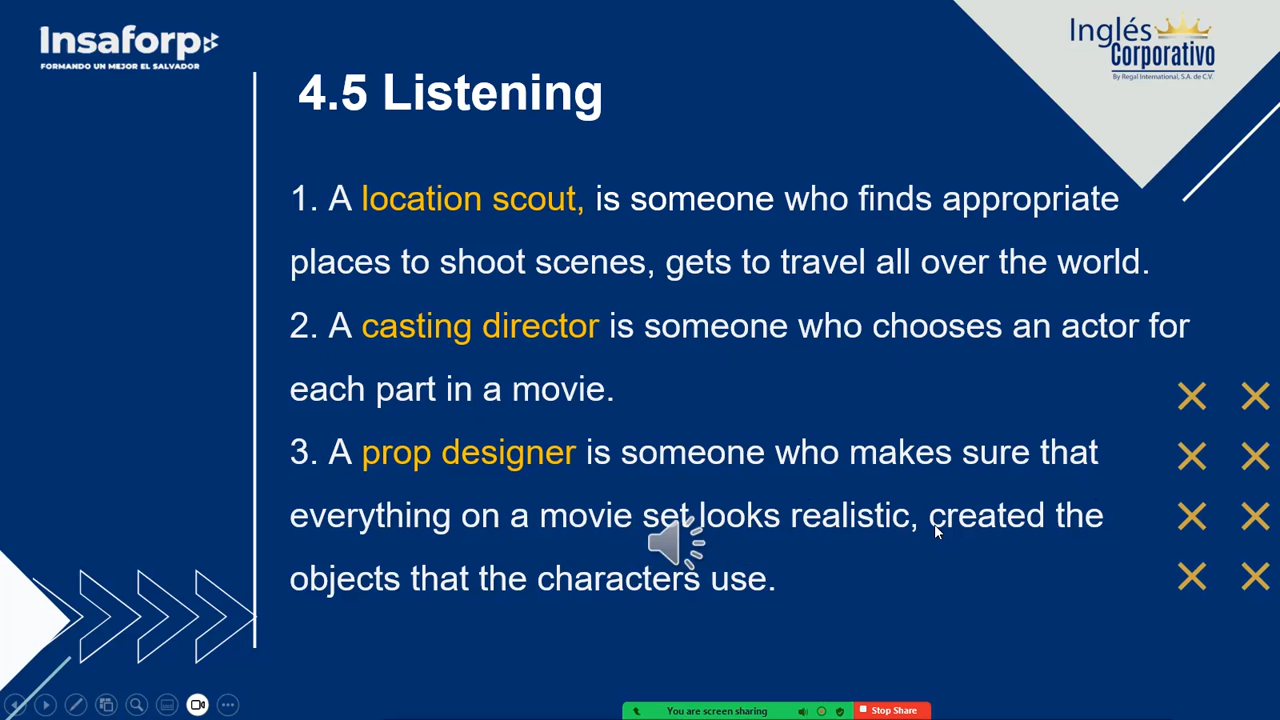 Insaforp
FORMANDO UN MEJOR EL SALVADOR
Inglés
Corporativo
By Regal International, S.A. de C.V.
4.5 Listening
1. A location scout, is someone who finds appropriate
places to shoot scenes, gets to travel all over the world.
2. A casting director is someone who chooses an actor for
each part in a movie.
3. A prop designer is someone who makes sure that
everything on a movie set looks realistic, created the
objects that the characters use.
You are screen sharing
Stop Share